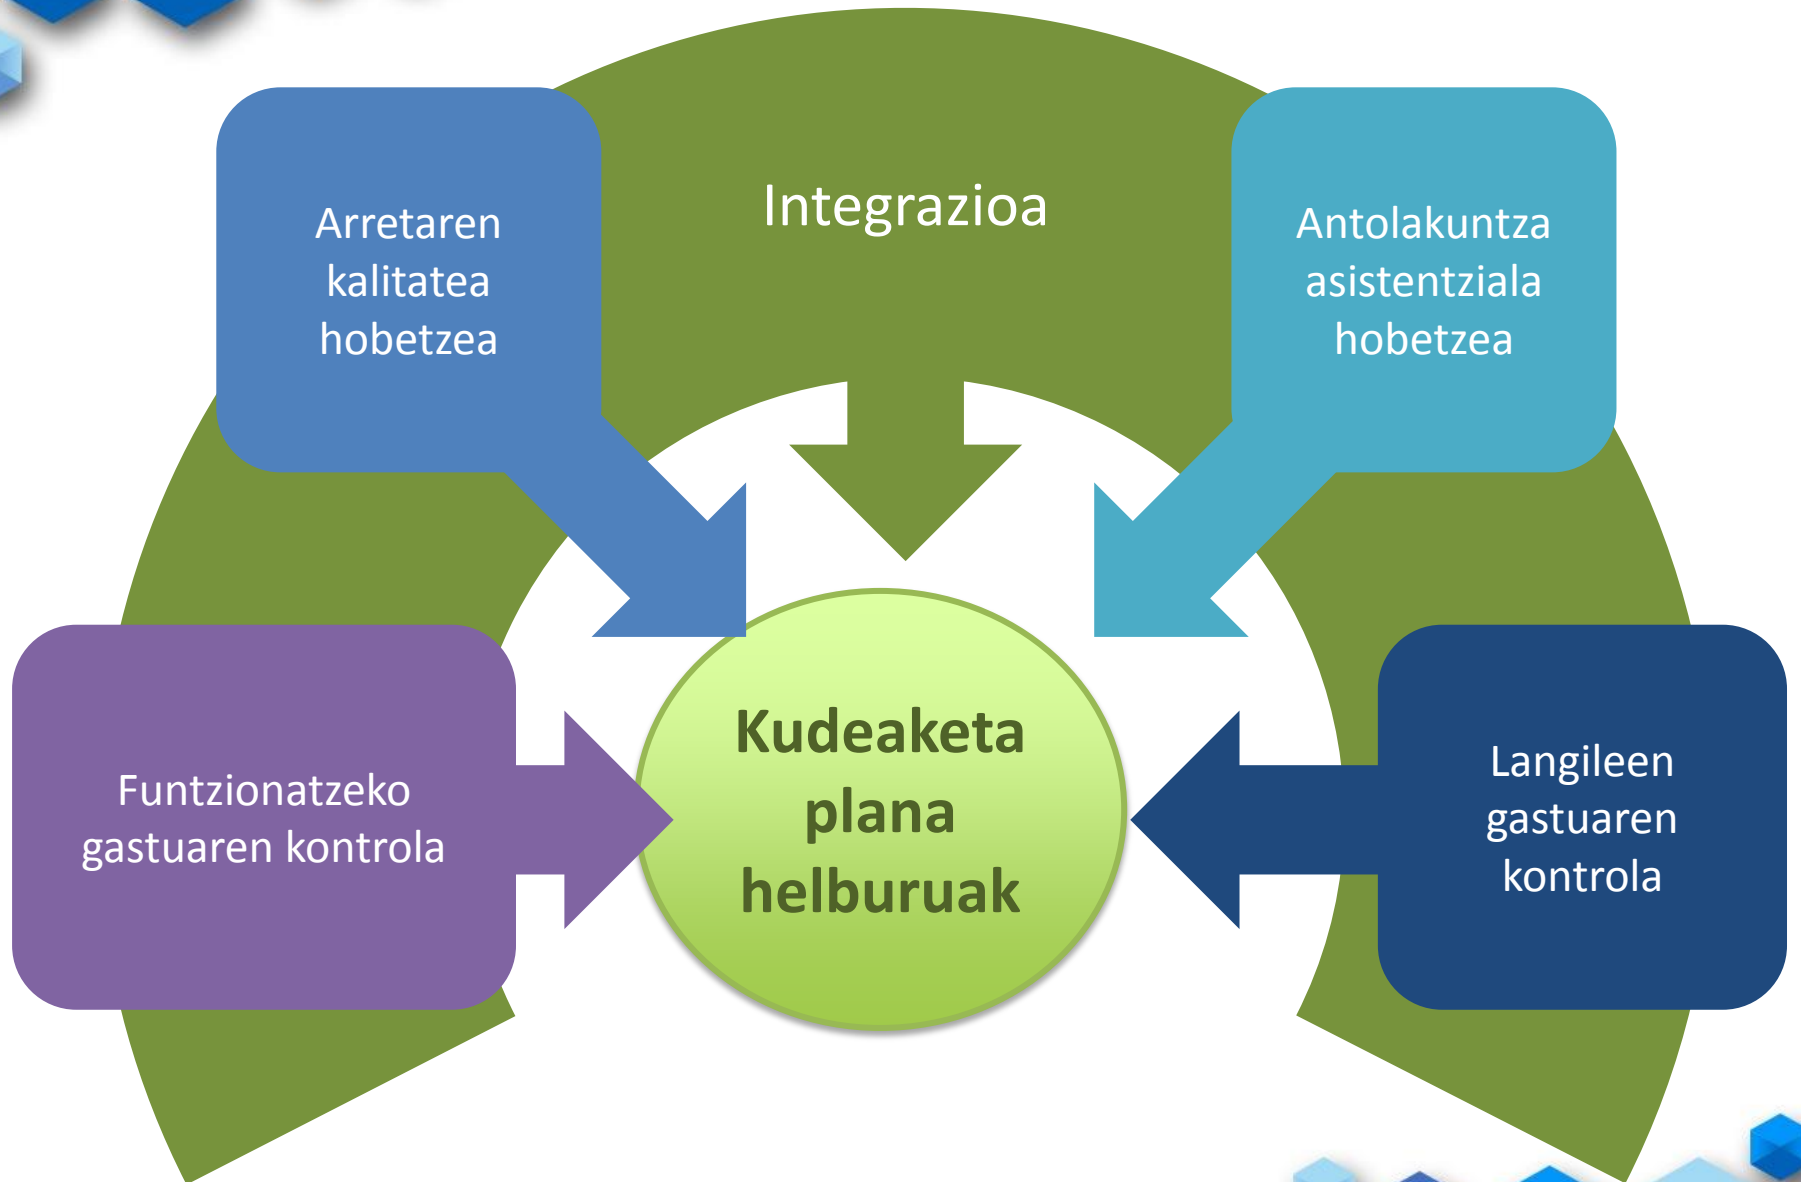 Integrazioa
Arretaren
kalitatea
hobetzea
Antolakuntza
asistentziala
hobetzea
Funtzionatzeko
gastuaren kontrola
Kudeaketa
plana
helburuak
Langileen
gastuaren
kontrola